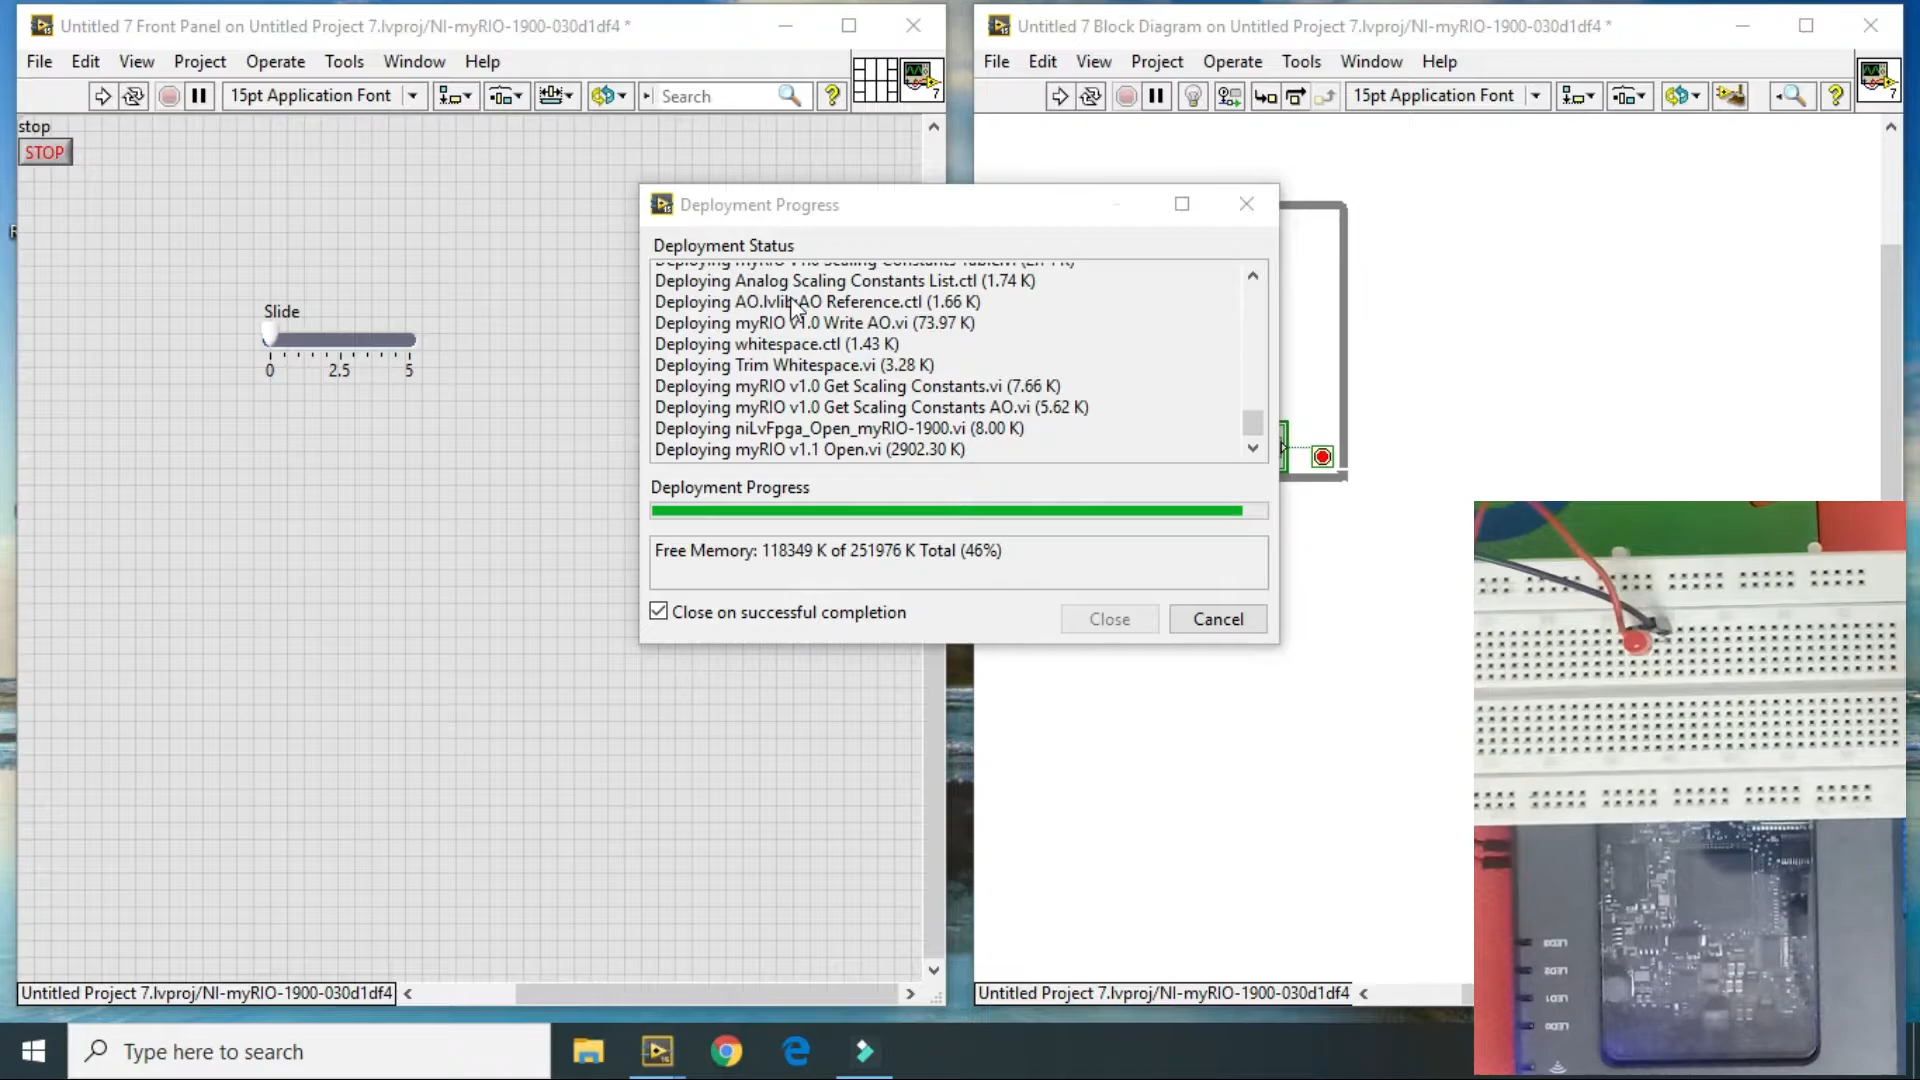 Untitled 7 Front Panel on Untitled Project 7.lvproj/NI-myRIO-1900-030d1df4 *
File Edit View Project Operate Tools Window Help
15pt Application Font
Search
7
stop
STOP
Slide
0 2.5 5
Untitled Project 7.lvproj/NI-myRIO-1900-030d1df4
Untitled 7 Block Diagram on Untitled Project 7.lvproj/NI-myRIO-1900-030d1df4 *
File Edit View Project Operate Tools Window Help
15pt Application Font
7
Untitled Project 7.lvproj/NI-myRIO-1900-030d1df4
Deployment Progress
Deployment Status
Deploying Analog Scaling Constants List.ctl (1.74 K)
Deploying AO.lvlib:AO Reference.ctl (1.66 K)
Deploying myRIO v1.0 Write AO.vi (73.97 K)
Deploying whitespace.ctl (1.43 K)
Deploying Trim Whitespace.vi (3.28 K)
Deploying myRIO v1.0 Get Scaling Constants.vi (7.66 K)
Deploying myRIO v1.0 Get Scaling Constants AO.vi (5.62 K)
Deploying niLvFpga_Open_myRIO-1900.vi (8.00 K)
Deploying myRIO v1.1 Open.vi (2902.30 K)
Deployment Progress
Free Memory: 118349 K of 251976 K Total (46%)
Close on successful completion
Close
Cancel
LED3
LED2
LED1
LED0
Type here to search